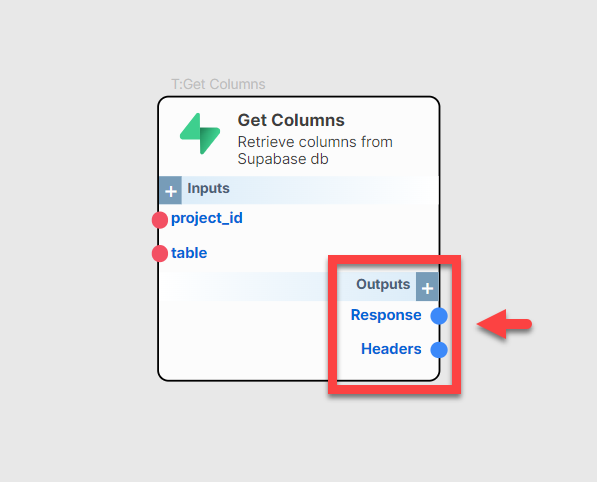 T:Get Columns
Get Columns
Retrieve columns from
Supabase db
+ Inputs
project_id
table
Outputs +
Response
Headers